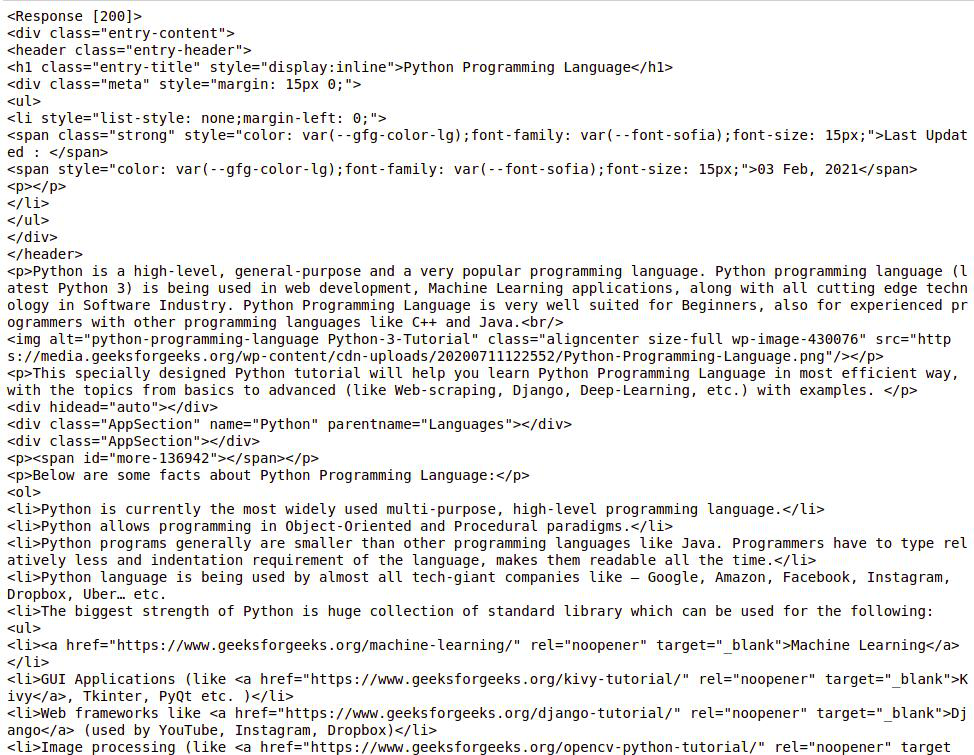 <Response [200]>
<div class="entry-content">
<header class="entry-header">
<h1 class="entry-title" style="display:inline">Python Programming Language</h1>
<div class="meta" style="margin: 15px 0;">
<ul>
<li style="list-style: none;margin-left: 0;">
<span class="strong" style="color: var(--gfg-color-lg);font-family: var(--font-sofia);font-size: 15px;">Last Updat
ed : </span>
<span style="color: var(--gfg-color-lg);font-family: var(--font-sofia);font-size: 15px;">03 Feb, 2021</span>
<p></p>
</li>
</ul>
</div>
</header>
<p>Python is a high-level, general-purpose and a very popular programming language. Python programming language (l
atest Python 3) is being used in web development, Machine Learning applications, along with all cutting edge techn
ology in Software Industry. Python Programming Language is very well suited for Beginners, also for experienced pr
ogrammers with other programming languages like C++ and Java.<br/>
<img alt="python-programming-language Python-3-Tutorial" class="aligncenter size-full wp-image-430076" src="http
s://media.geeksforgeeks.org/wp-content/cdn-uploads/20200711122552/Python-Programming-Language.png"/></p>
<p>This specially designed Python tutorial will help you learn Python Programming Language in most efficient way,
with the topics from basics to advanced (like Web-scraping, Django, Deep-Learning, etc.) with examples. </p>
<div hidead="auto"></div>
<div class="AppSection" name="Python" parentname="Languages"></div>
<div class="AppSection"></div>
<p><span id="more-136942"></span></p>
<p>Below are some facts about Python Programming Language:</p>
<ol>
<li>Python is currently the most widely used multi-purpose, high-level programming language.</li>
<li>Python allows programming in Object-Oriented and Procedural paradigms.</li>
<li>Python programs generally are smaller than other programming languages like Java. Programmers have to type rel
atively less and indentation requirement of the language, makes them readable all the time.</li>
<li>Python language is being used by almost all tech-giant companies like – Google, Amazon, Facebook, Instagram,
Dropbox, Uber… etc.
<li>The biggest strength of Python is huge collection of standard library which can be used for the following:
<ul>
<li><a href="https://www.geeksforgeeks.org/machine-learning/" rel="noopener" target="_blank">Machine Learning</a>
</li>
<li>GUI Applications (like <a href="https://www.geeksforgeeks.org/kivy-tutorial/" rel="noopener" target="_blank">K
ivy</a>, Tkinter, PyQt etc. )</li>
<li>Web frameworks like <a href="https://www.geeksforgeeks.org/django-tutorial/" rel="noopener" target="_blank">Dj
ango</a> (used by YouTube, Instagram, Dropbox)</li>
<li>Image processing (like <a href="https://www.geeksforgeeks.org/opencv-python-tutorial/" rel="noopener" target